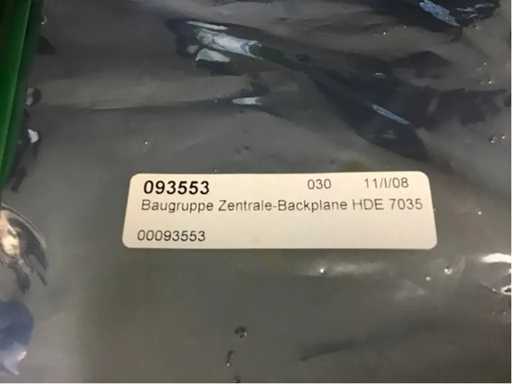 093553 030 11/I/08
Baugruppe Zentrale-Backplane HDE 7035
00093553